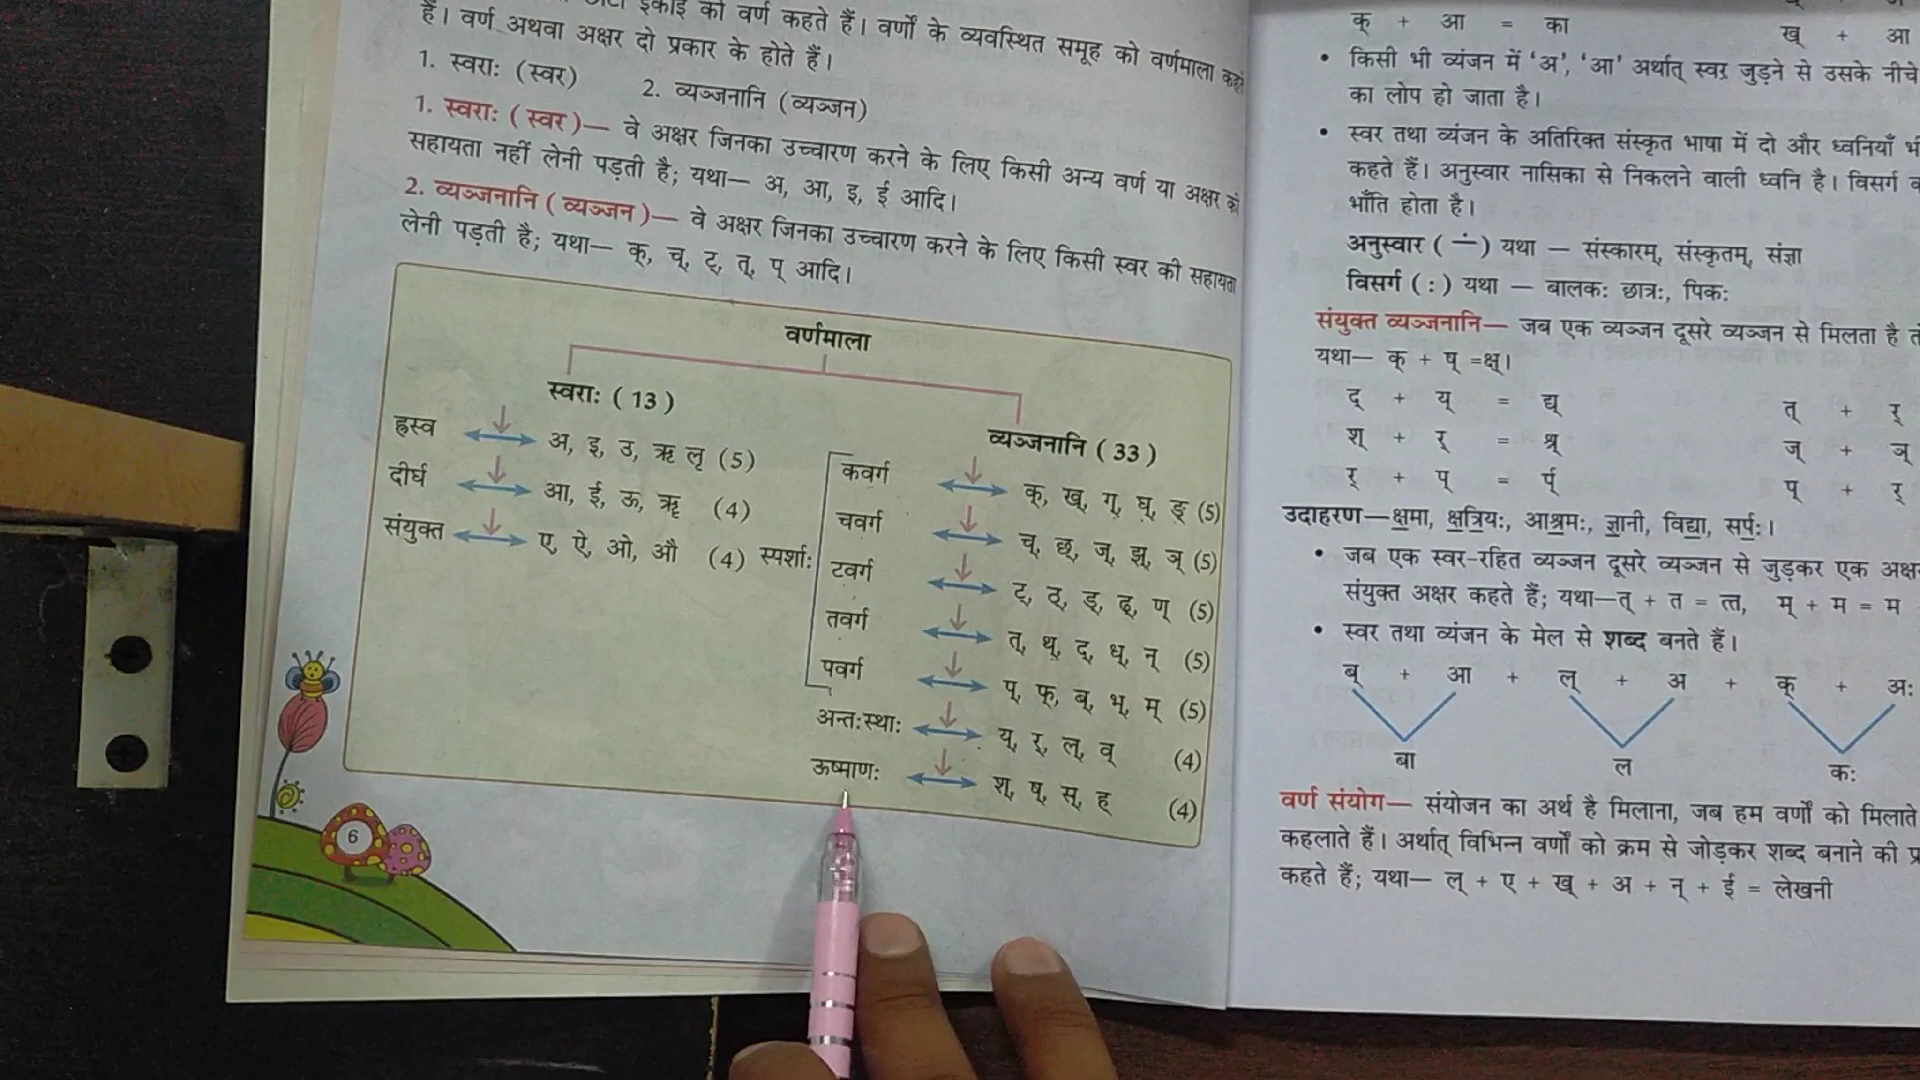 इकाई को वर्ण कहते हैं। वर्णों के व्यवस्थित समूह को वर्णमाला कहते
हैं। वर्ण अथवा अक्षर दो प्रकार के होते हैं।
1. स्वराः (स्वर) 2. व्यञ्जनानि (व्यञ्जन)
1. स्वराः (स्वर)— वे अक्षर जिनका उच्चारण करने के लिए किसी अन्य वर्ण या अक्षर की
सहायता नहीं लेनी पड़ती है; यथा— अ, आ, इ, ई आदि।
2. व्यञ्जनानि (व्यञ्जन)— वे अक्षर जिनका उच्चारण करने के लिए किसी स्वर की सहायता
लेनी पड़ती है; यथा— क्, च्, ट्, त्, प् आदि।
वर्णमाला
स्वराः (13)
ह्रस्व अ, इ, उ, ऋ लृ (5)
दीर्घ आ, ई, ऊ, ॠ (4)
संयुक्त ए, ऐ, ओ, औ (4)
व्यञ्जनानि (33)
स्पर्शाः
कवर्ग क्, ख्, ग्, घ्, ङ् (5)
चवर्ग च्, छ्, ज्, झ्, ञ् (5)
टवर्ग ट्, ठ्, ड्, ढ्, ण् (5)
तवर्ग त्, थ्, द्, ध्, न् (5)
पवर्ग प्, फ्, ब्, भ्, म् (5)
अन्तःस्थाः य्, र्, ल्, व् (4)
ऊष्माणः श्, ष्, स्, ह् (4)
6
क् + आ = का ख् + आ
• किसी भी व्यंजन में ‘अ’, ‘आ’ अर्थात् स्वर जुड़ने से उसके नीचे
का लोप हो जाता है।
• स्वर तथा व्यंजन के अतिरिक्त संस्कृत भाषा में दो और ध्वनियाँ भी
कहते हैं। अनुस्वार नासिका से निकलने वाली ध्वनि है। विसर्ग
भाँति होता है।
अनुस्वार (∸) यथा — संस्कारम्, संस्कृतम्, संज्ञा
विसर्ग (:) यथा — बालकः छात्रः, पिकः
संयुक्त व्यञ्जनानि— जब एक व्यञ्जन दूसरे व्यञ्जन से मिलता है
यथा— क् + ष् =क्ष्।
द् + य् = द्य् त् + र्
श् + र् = श्र् ज् + ञ्
र् + प् = र्प् प् + र्
उदाहरण—क्षमा, क्षत्रियः, आश्रमः, ज्ञानी, विद्या, सर्पः।
• जब एक स्वर-रहित व्यञ्जन दूसरे व्यञ्जन से जुड़कर एक
संयुक्त अक्षर कहते हैं; यथा—त् + त = त्त, म् + म = म
• स्वर तथा व्यंजन के मेल से शब्द बनते हैं।
ब् + आ + ल् + अ + क् + अः
बा ल कः
वर्ण संयोग— संयोजन का अर्थ है मिलाना, जब हम वर्णों को मिलाते
कहलाते हैं। अर्थात् विभिन्न वर्णों को क्रम से जोड़कर शब्द बनाने की
कहते हैं; यथा— ल् + ए + ख् + अ + न् + ई = लेखनी